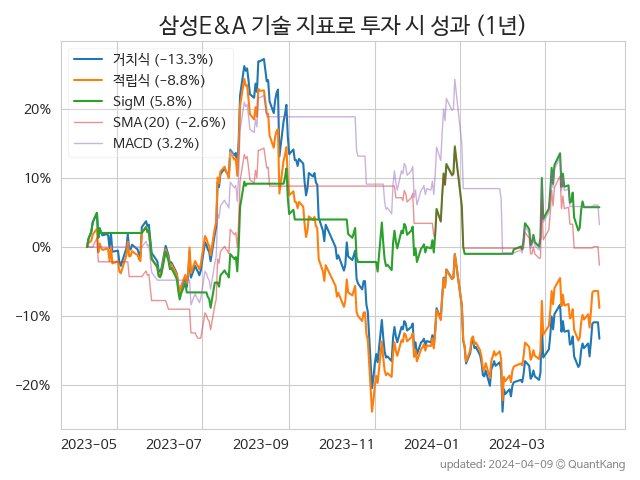 삼성E&A 기술 지표로 투자 시 성과 (1년)
거치식 (−13.3%)
적립식 (−8.8%)
SigM (5.8%)
SMA(20) (−2.6%)
MACD (3.2%)
20%
10%
0%
−10%
−20%
2023-05 2023-07 2023-09 2023-11 2024-01 2024-03
updated: 2024-04-09 © QuantKang